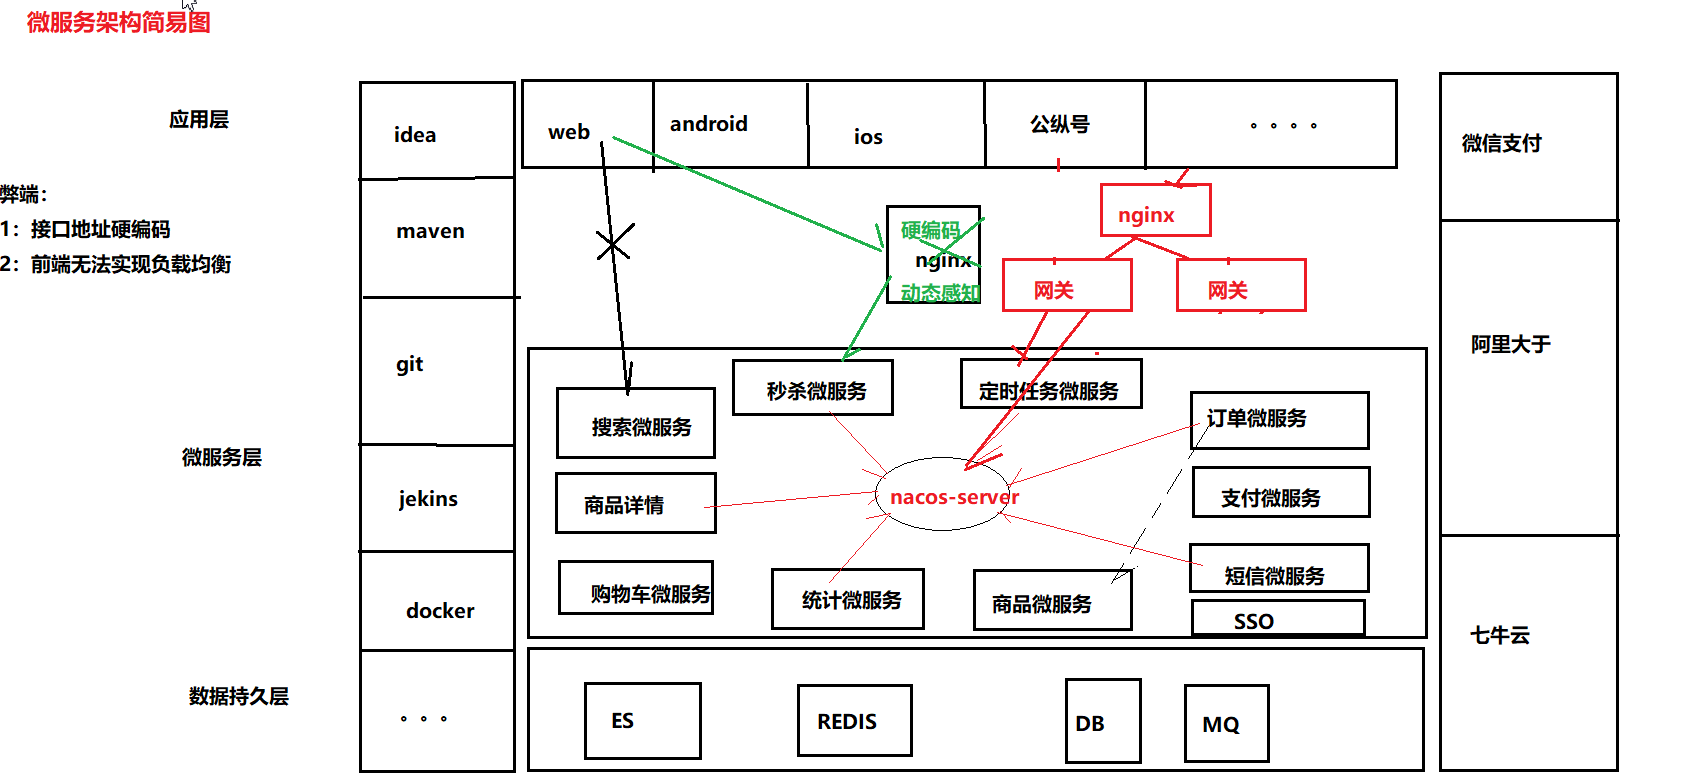 微服务架构简易图
应用层
弊端：
1：接口地址硬编码
2：前端无法实现负载均衡
微服务层
数据持久层
idea
maven
git
jekins
docker
。。。
web
android
ios
公纵号
。。。。
硬编码
nginx
动态感知
nginx
网关
网关
秒杀微服务
定时任务微服务
搜索微服务
订单微服务
nacos-server
商品详情
支付微服务
购物车微服务
统计微服务
商品微服务
短信微服务
SSO
ES
REDIS
DB
MQ
微信支付
阿里大于
七牛云